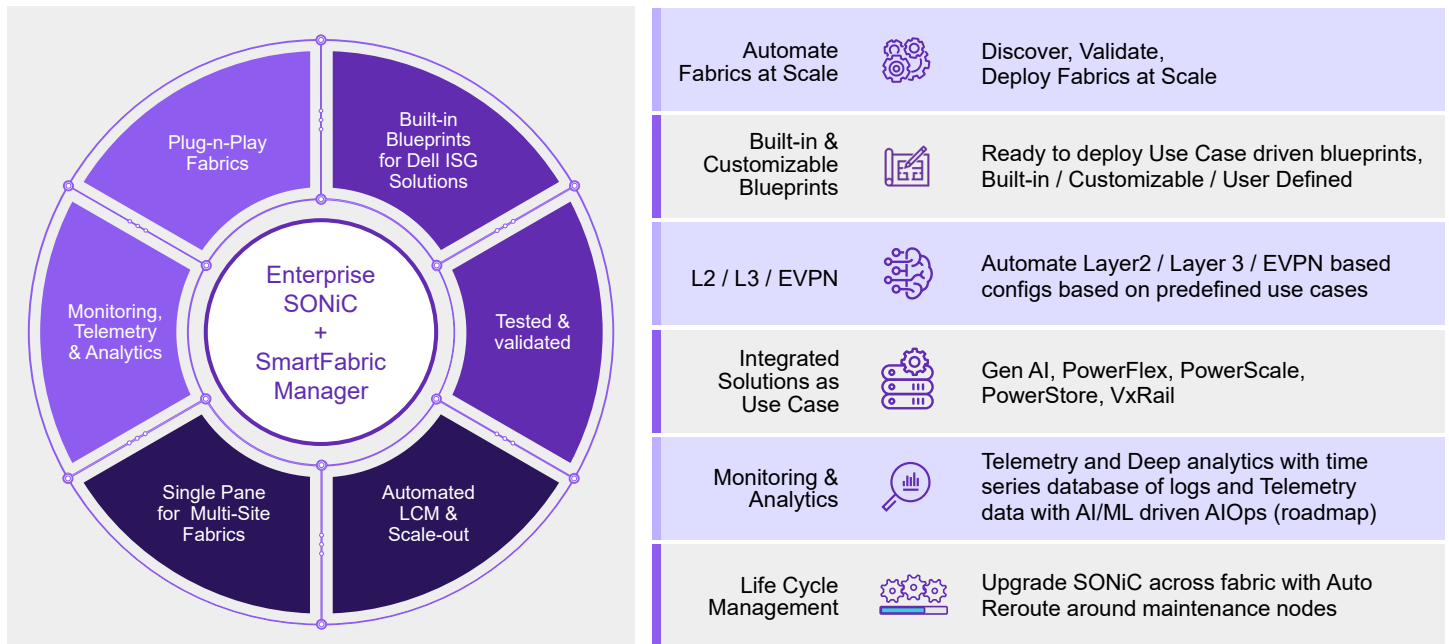 Plug-n-Play
Fabrics
Built-in
Blueprints
for Dell ISG
Solutions
Monitoring,
Telemetry
& Analytics
Enterprise
SONiC
+
SmartFabric
Manager
Tested &
validated
Single Pane
for Multi-Site
Fabrics
Automated
LCM &
Scale-out
Automate
Fabrics at Scale
Discover, Validate,
Deploy Fabrics at Scale
Built-in &
Customizable
Blueprints
Ready to deploy Use Case driven blueprints,
Built-in / Customizable / User Defined
L2 / L3 / EVPN
Automate Layer2 / Layer 3 / EVPN based
configs based on predefined use cases
Integrated
Solutions as
Use Case
Gen AI, PowerFlex, PowerScale,
PowerStore, VxRail
Monitoring &
Analytics
Telemetry and Deep analytics with time
series database of logs and Telemetry
data with AI/ML driven AIOps (roadmap)
Life Cycle
Management
Upgrade SONiC across fabric with Auto
Reroute around maintenance nodes